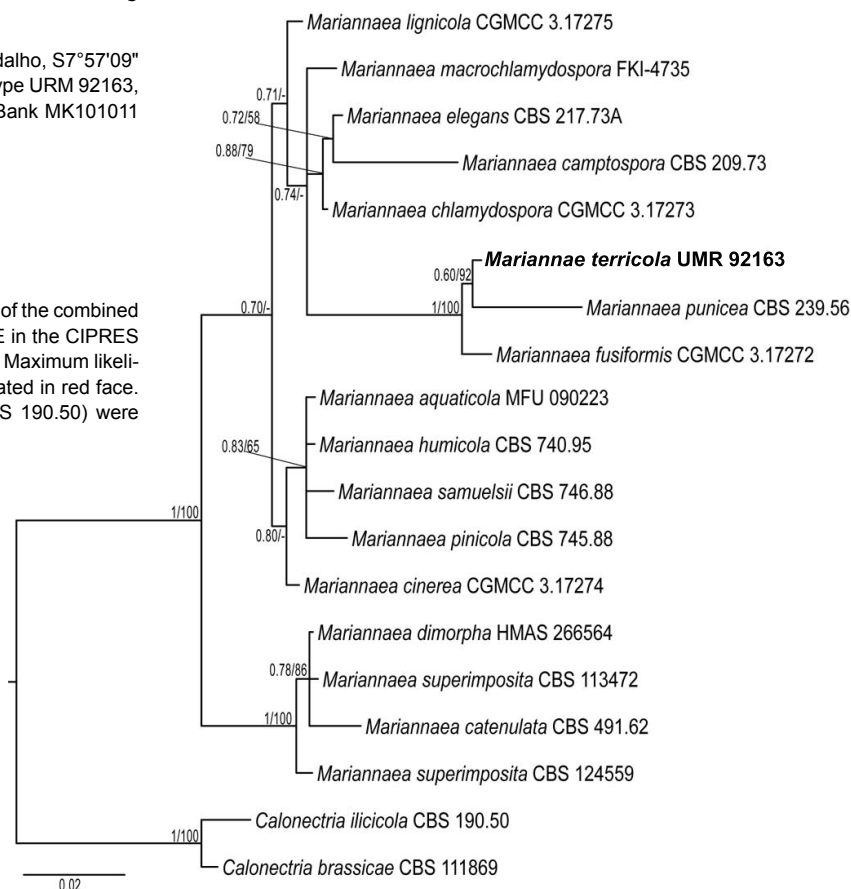 dalho, S7°57'09"
ype URM 92163,
Bank MK101011
of the combined
E in the CIPRES
Maximum likeli-
ated in red face.
S 190.50) were
Mariannaea lignicola CGMCC 3.17275
0.71/-
Mariannaea macrochlamydospora FKI-4735
0.72/58
Mariannaea elegans CBS 217.73A
0.88/79
Mariannaea camptospora CBS 209.73
0.74/-
Mariannaea chlamydospora CGMCC 3.17273
Mariannae terricola UMR 92163
0.60/92
0.70/-
1/100
Mariannaea punicea CBS 239.56
Mariannaea fusiformis CGMCC 3.17272
Mariannaea aquaticola MFU 090223
0.83/65
Mariannaea humicola CBS 740.95
Mariannaea samuelsii CBS 746.88
1/100
0.80/-
Mariannaea pinicola CBS 745.88
Mariannaea cinerea CGMCC 3.17274
Mariannaea dimorpha HMAS 266564
0.78/86
Mariannaea superimposita CBS 113472
1/100
Mariannaea catenulata CBS 491.62
Mariannaea superimposita CBS 124559
Calonectria ilicicola CBS 190.50
1/100
Calonectria brassicae CBS 111869
0.02